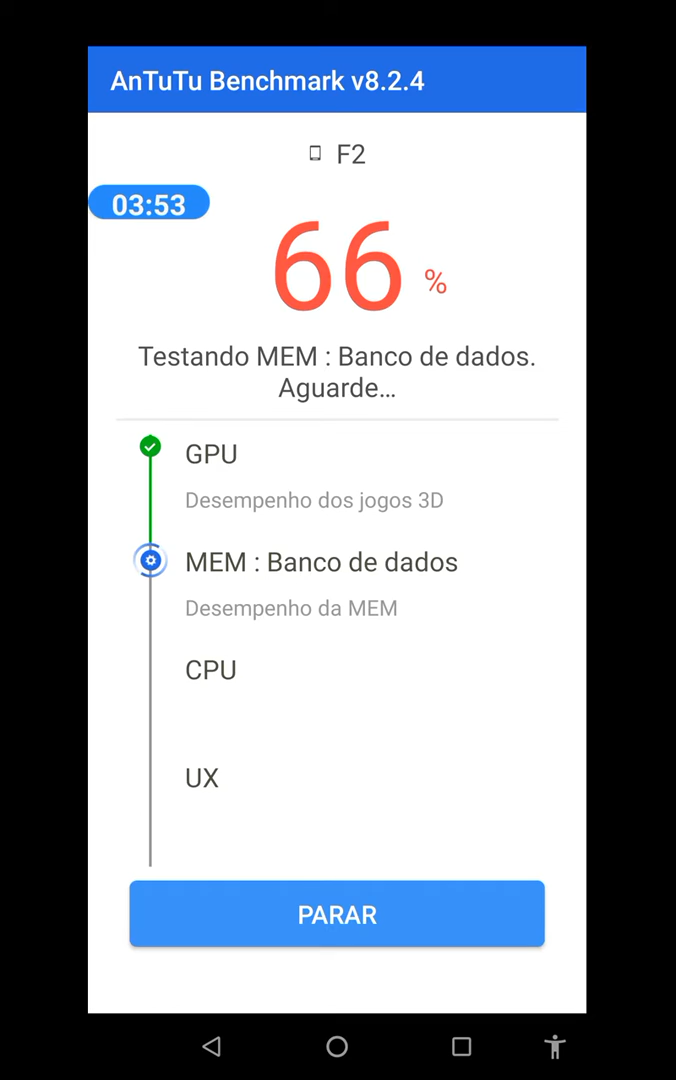 AnTuTu Benchmark v8.2.4
F2
03:53
66 %
Testando MEM : Banco de dados.
Aguarde...
GPU
Desempenho dos jogos 3D
MEM : Banco de dados
Desempenho da MEM
CPU
UX
PARAR